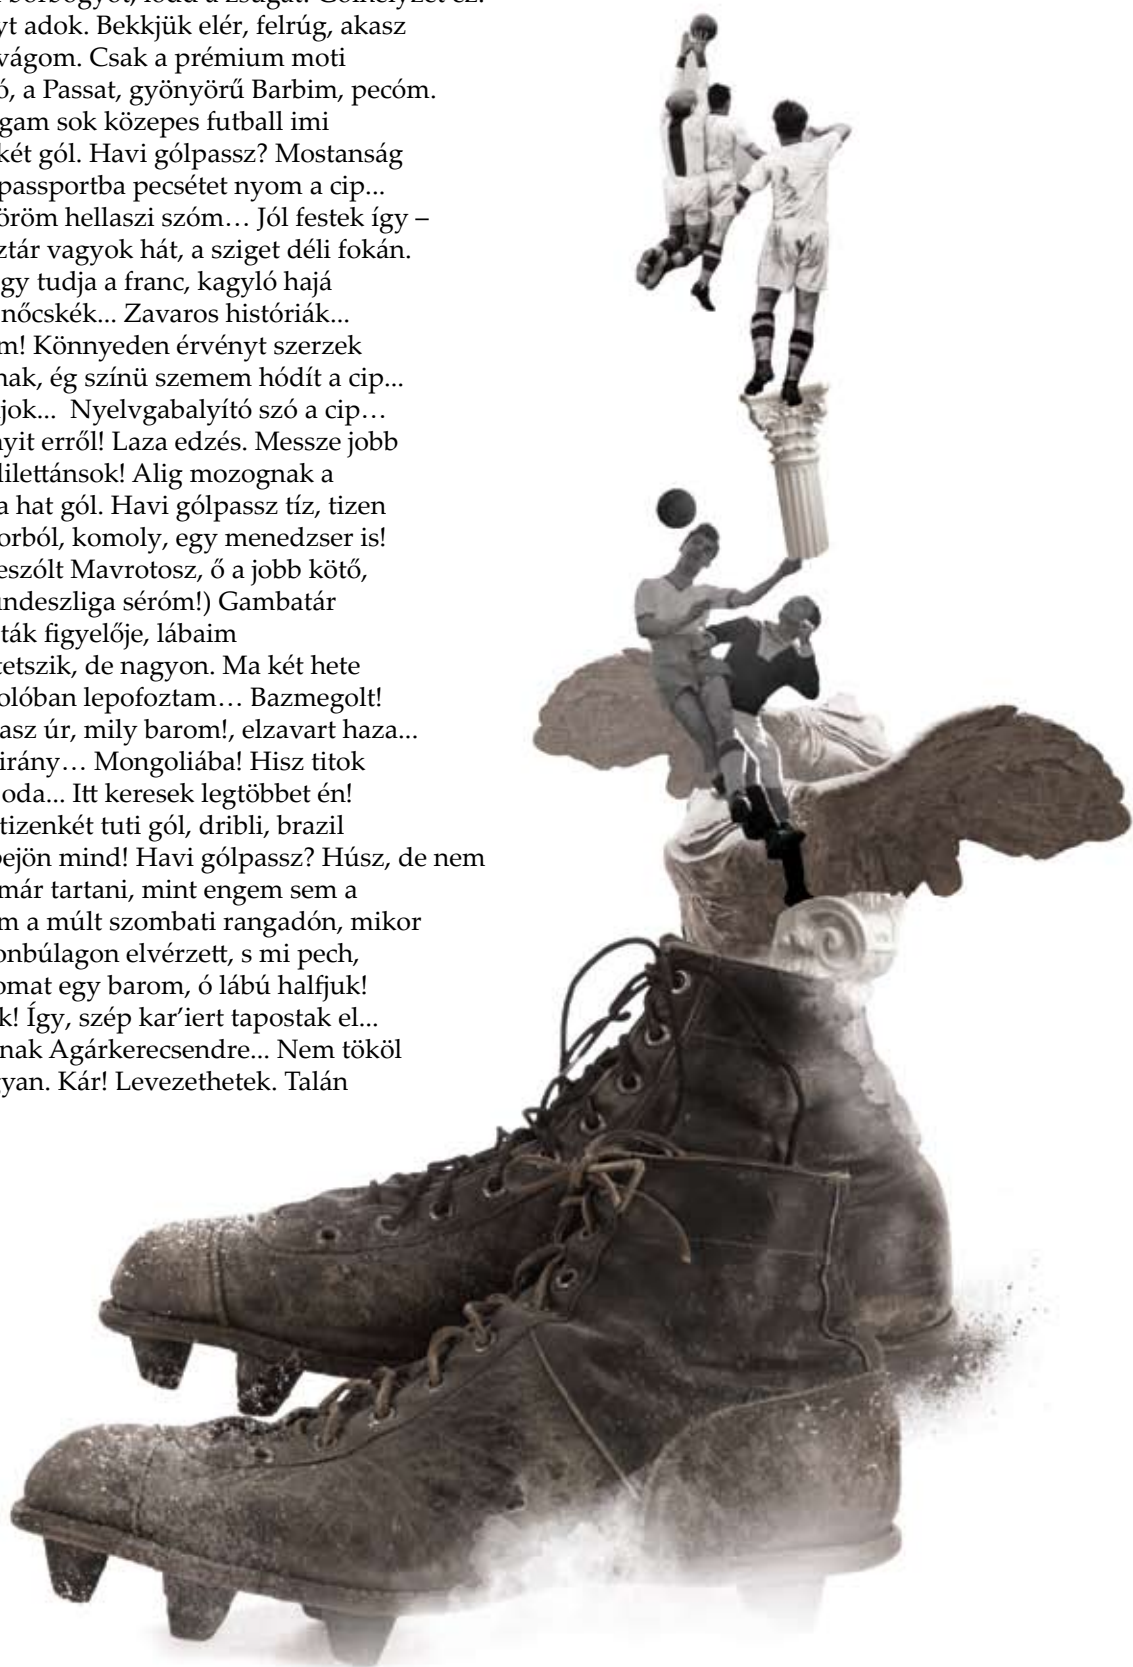 yt adok. Bekkjük elér, felrúg, akasz
vágom. Csak a prémium moti
ó, a Passat, gyönyörű Barbim, pecóm.
gam sok közepes futball imi
két gól. Havi gólpassz? Mostanság
passportba pecsétet nyom a cip...
öröm hellaszi szóm… Jól festek így –
ztár vagyok hát, a sziget déli fokán.
gy tudja a franc, kagyló hajá
nőcskék... Zavaros históriák...
m! Könnyeden érvényt szerzek
nak, ég színü szemem hódít a cip...
jok... Nyelvgabalyító szó a cip…
nyit erről! Laza edzés. Messze jobb
dilettánsok! Alig mozognak a
a hat gól. Havi gólpassz tíz, tizen
orból, komoly, egy menedzser is!
eszólt Mavrotosz, ő a jobb kötő,
undeszliga séróm!) Gambatár
ták figyelője, lábaim
tetszik, de nagyon. Ma két hete
olóban lepofoztam… Bazmegolt!
asz úr, mily barom!, elzavart haza...
irány… Mongoliába! Hisz titok
oda... Itt keresek legtöbbet én!
tizenkét tuti gól, dribli, brazil
bejön mind! Havi gólpassz? Húsz, de nem
már tartani, mint engem sem a
m a múlt szombati rangadón, mikor
onbúlagon elvérzett, s mi pech,
omat egy barom, ó lábú halfjuk!
k! Így, szép kar’iert tapostak el...
nak Agárkerecsendre... Nem tököl
gyan. Kár! Levezethetek. Talán